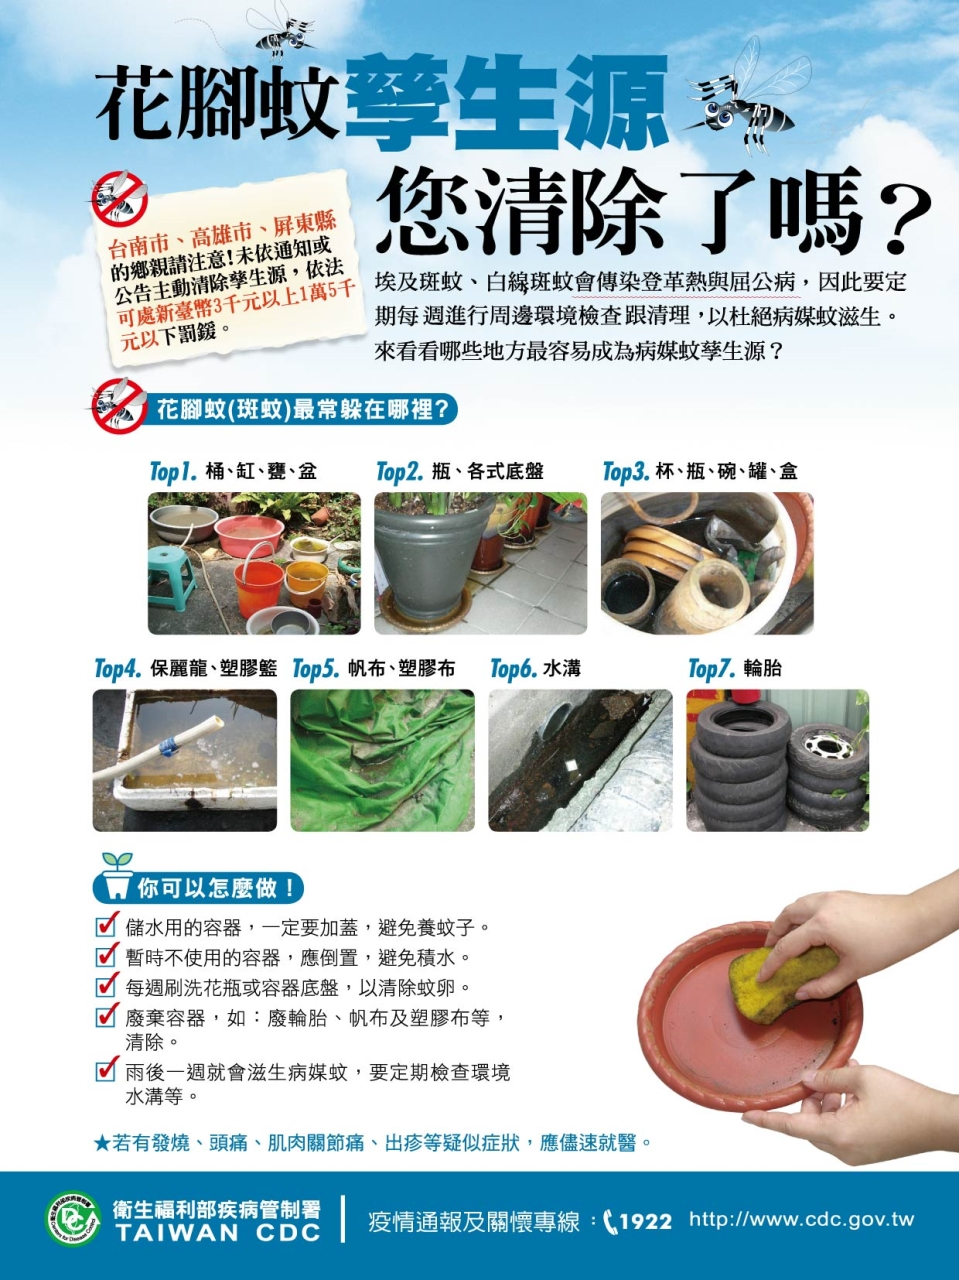 花腳蚊孳生源
您清除了嗎？
台南市、高雄市、屏東縣
的鄉親請注意！未依通知或
公告主動清除孳生源，依法
可處新臺幣3千元以上1萬5千
元以下罰鍰。
埃及斑蚊、白線斑蚊會傳染登革熱與屈公病，因此要定
期每週進行周邊環境檢查跟清理，以杜絕病媒蚊滋生。
來看看哪些地方最容易成為病媒蚊孳生源？
花腳蚊(斑蚊)最常躲在哪裡?
Top1. 桶、缸、甕、盆
Top2. 瓶、各式底盤
Top3. 杯、瓶、碗、罐、盒
Top4. 保麗龍、塑膠籃
Top5. 帆布、塑膠布
Top6. 水溝
Top7. 輪胎
你可以怎麼做！
儲水用的容器，一定要加蓋，避免養蚊子。
暫時不使用的容器，應倒置，避免積水。
每週刷洗花瓶或容器底盤，以清除蚊卵。
廢棄容器，如：廢輪胎、帆布及塑膠布等，
清除。
雨後一週就會滋生病媒蚊，要定期檢查環境
水溝等。
★若有發燒、頭痛、肌肉關節痛、出疹等疑似症狀，應儘速就醫。
衛生福利部疾病管制署
TAIWAN CDC
疫情通報及關懷專線：1922 http://www.cdc.gov.tw